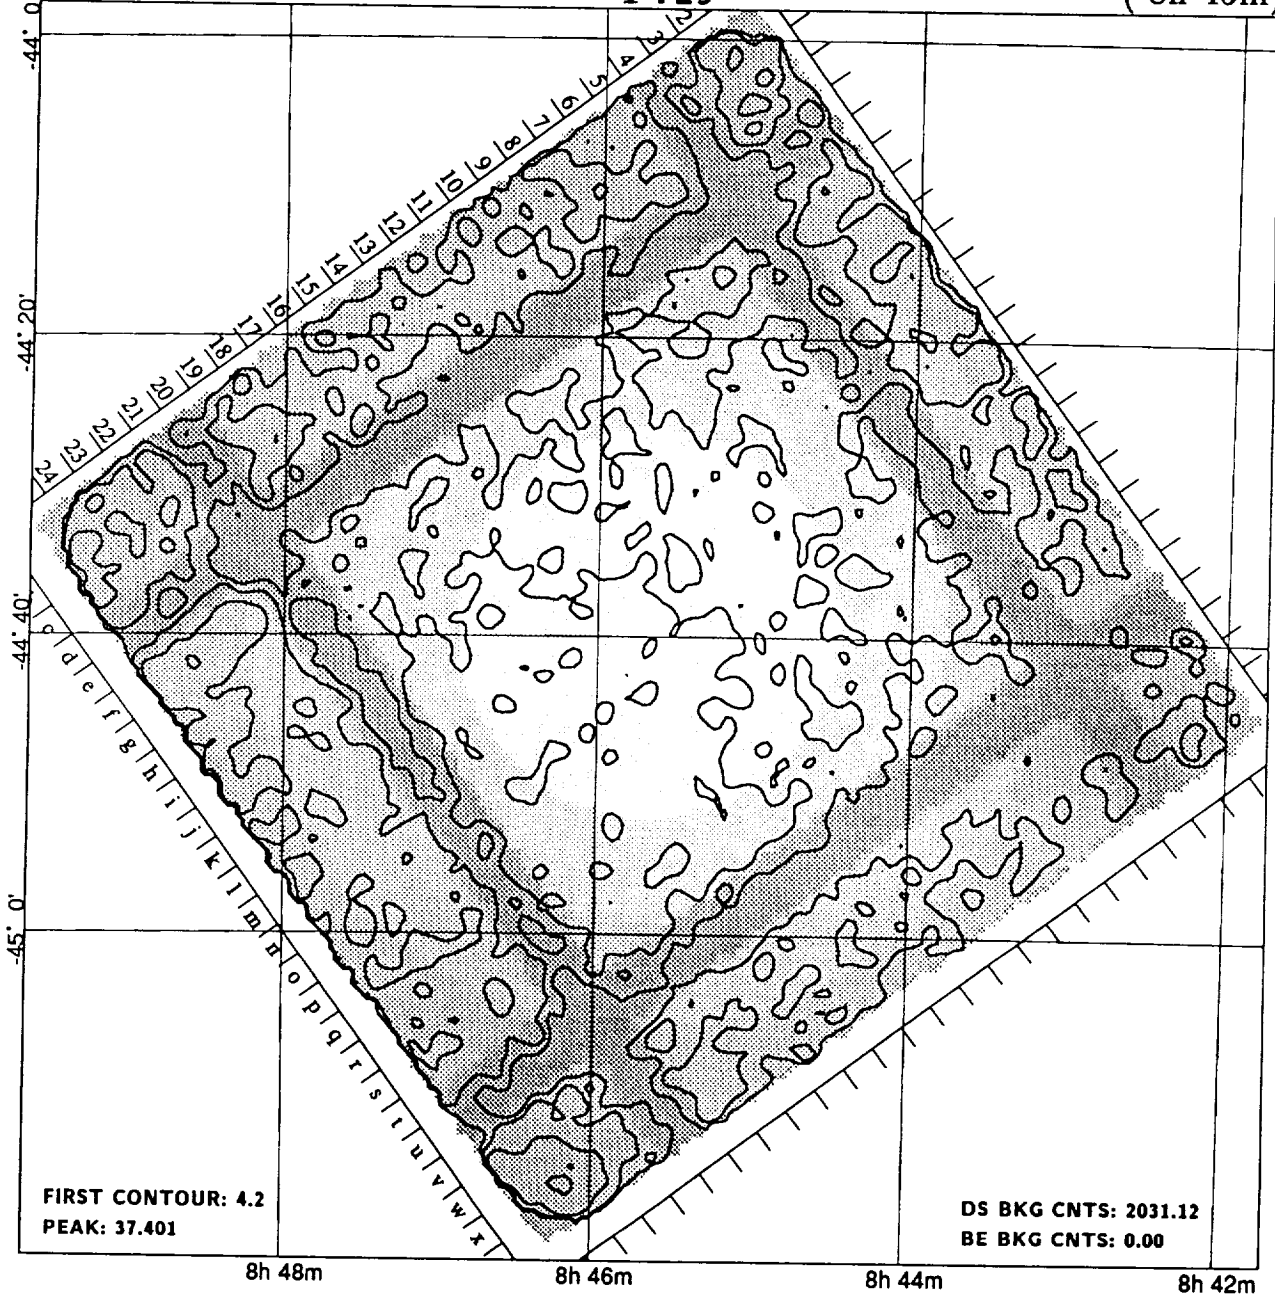 -44° 0
2
3
4
5
6
7
8
9
10
11
12
13
14
15
16
17
18
19
20
21
22
23
24
-44° 20'
-44° 40'
-45° 0'
c
d
e
f
g
h
i
j
k
l
m
n
o
p
q
r
s
t
u
v
w
x
FIRST CONTOUR: 4.2
PEAK: 37.401
DS BKG CNTS: 2031.12
BE BKG CNTS: 0.00
8h 48m
8h 46m
8h 44m
8h 42m